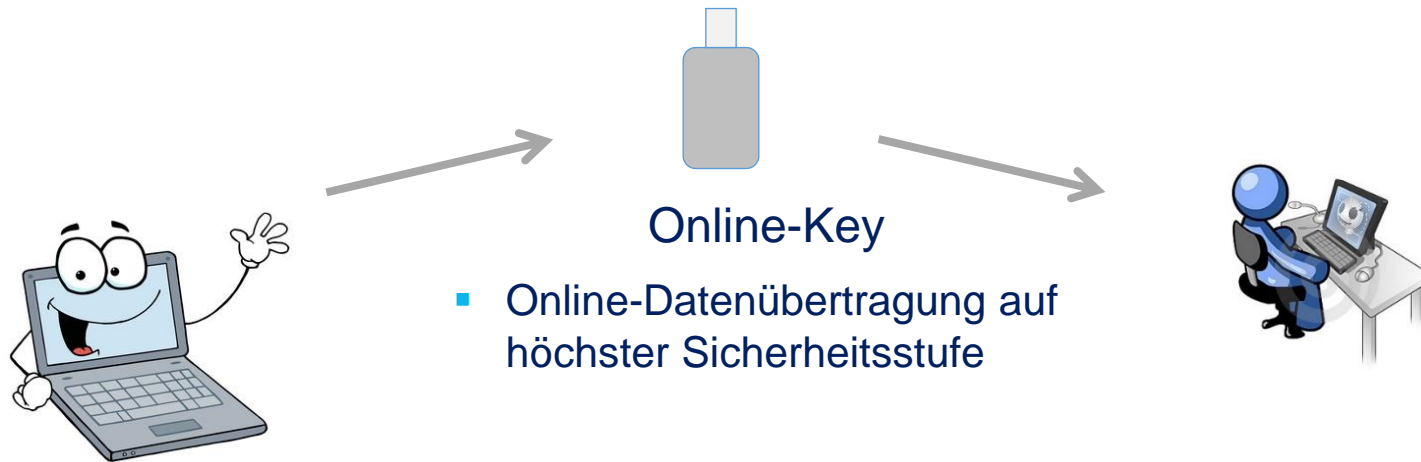 Online-Key
▪ Online-Datenübertragung auf
höchster Sicherheitsstufe